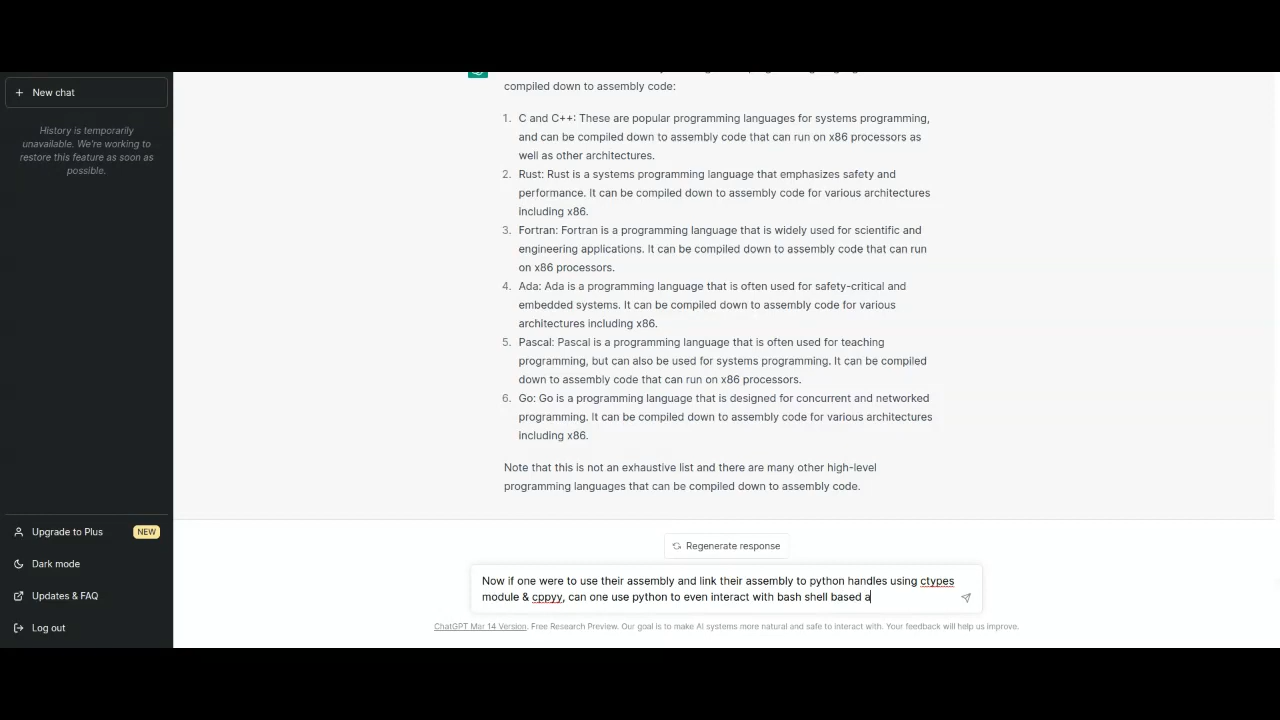 New chat
History is temporarily
unavailable. We're working to
restore this feature as soon as
possible.
compiled down to assembly code:
1. C and C++: These are popular programming languages for systems programming,
and can be compiled down to assembly code that can run on x86 processors as
well as other architectures.
2. Rust: Rust is a systems programming language that emphasizes safety and
performance. It can be compiled down to assembly code for various architectures
including x86.
3. Fortran: Fortran is a programming language that is widely used for scientific and
engineering applications. It can be compiled down to assembly code that can run
on x86 processors.
4. Ada: Ada is a programming language that is often used for safety-critical and
embedded systems. It can be compiled down to assembly code for various
architectures including x86.
5. Pascal: Pascal is a programming language that is often used for teaching
programming, but can also be used for systems programming. It can be compiled
down to assembly code that can run on x86 processors.
6. Go: Go is a programming language that is designed for concurrent and networked
programming. It can be compiled down to assembly code for various architectures
including x86.
Note that this is not an exhaustive list and there are many other high-level
programming languages that can be compiled down to assembly code.
Upgrade to Plus NEW
Dark mode
Updates & FAQ
Log out
Regenerate response
Now if one were to use their assembly and link their assembly to python handles using ctypes
module & cppyy, can one use python to even interact with bash shell based a
ChatGPT Mar 14 Version. Free Research Preview. Our goal is to make AI systems more natural and safe to interact with. Your feedback will help us improve.